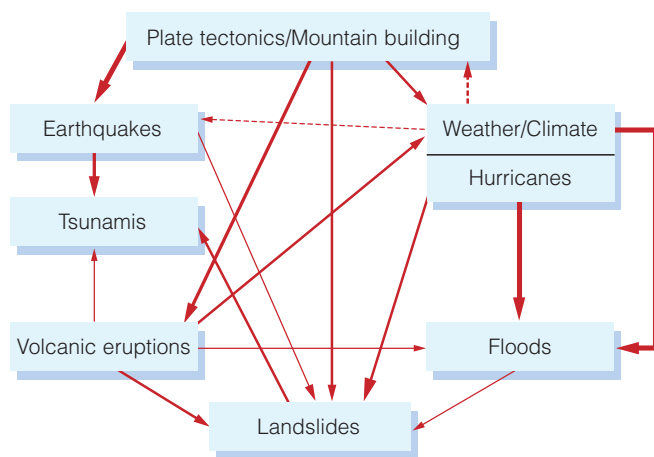 Plate tectonics/Mountain building
Earthquakes
Weather/Climate
Hurricanes
Tsunamis
Volcanic eruptions
Floods
Landslides